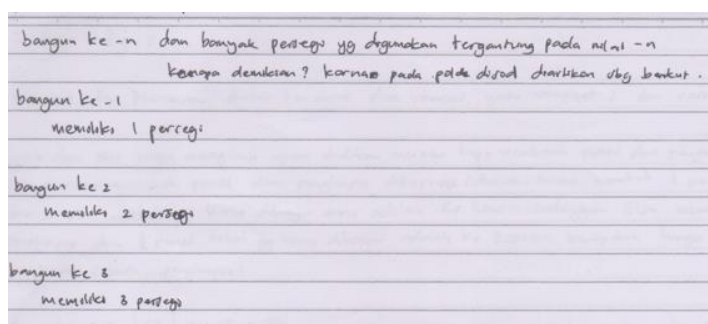 bangun ke -n dan banyak persegi yg digunakan tergantung pada nilai -n
Kenapa demikian? karnae pada pola disoal diartikan sbg berikut.
bangun ke -1
memiliki 1 persegi
bangun ke 2
memiliki 2 persegi
bangun ke 3
memiliki 3 persegi